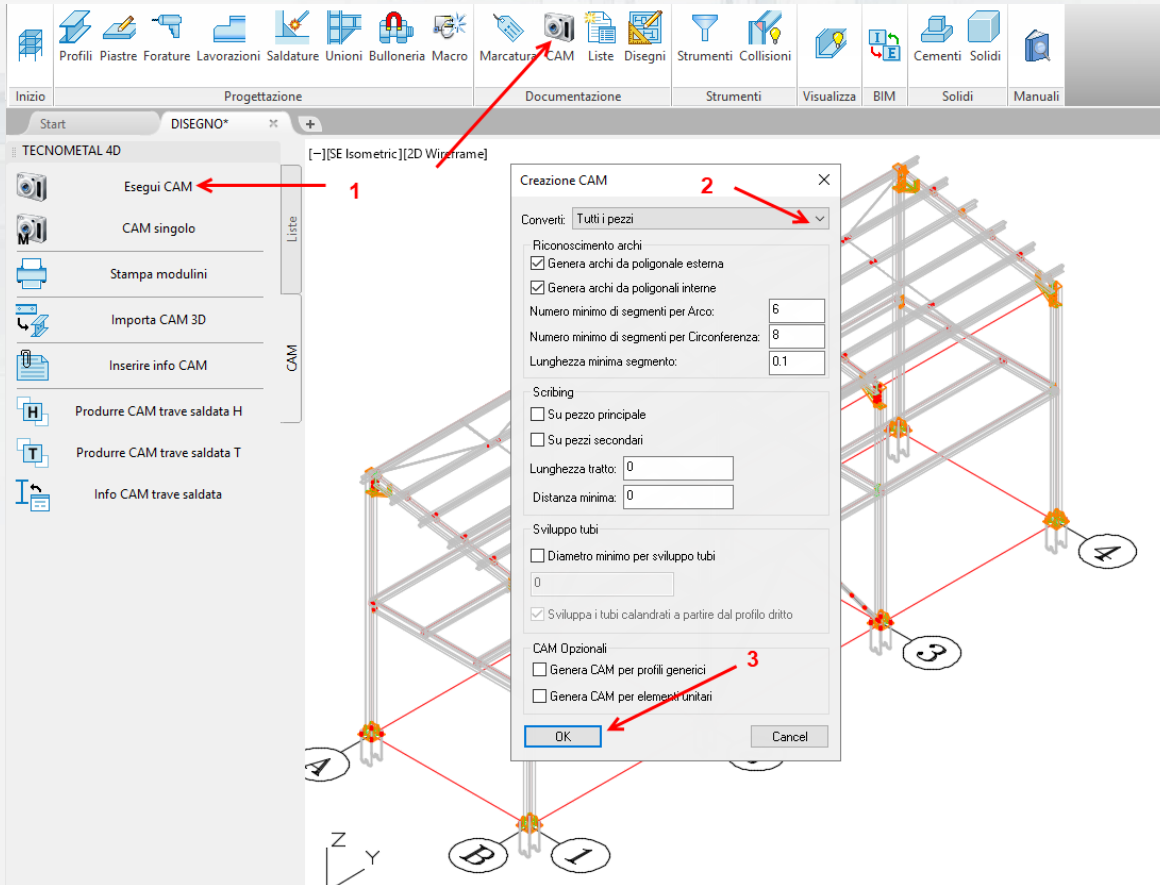 Profili Piastre Forature Lavorazioni Saldature Unioni Bulloneria Macro Marcatura CAM Liste Disegni Strumenti Collisioni Cementi Solidi
Inizio Progettazione Documentazione Strumenti Visualizza BIM Solidi Manuali
Start DISEGNO* × +
TECNOMETAL 4D
[−][SE Isometric][2D Wireframe]
Esegui CAM
1
CAM singolo
Stampa modulini
Importa CAM 3D
Inserire info CAM
Produrre CAM trave saldata H
Produrre CAM trave saldata T
Info CAM trave saldata
Liste
CAM
Creazione CAM
2
Converti: Tutti i pezzi
Riconoscimento archi
Genera archi da poligonale esterna
Genera archi da poligonali interne
Numero minimo di segmenti per Arco: 6
Numero minimo di segmenti per Circonferenza: 8
Lunghezza minima segmento: 0.1
Scribing
Su pezzo principale
Su pezzi secondari
Lunghezza tratto: 0
Distanza minima: 0
Sviluppo tubi
Diametro minimo per sviluppo tubi
0
Sviluppa i tubi calandrati a partire dal profilo dritto
CAM Opzionali
3
Genera CAM per profili generici
Genera CAM per elementi unitari
OK Cancel
4
3
A
B 1
Z
Y